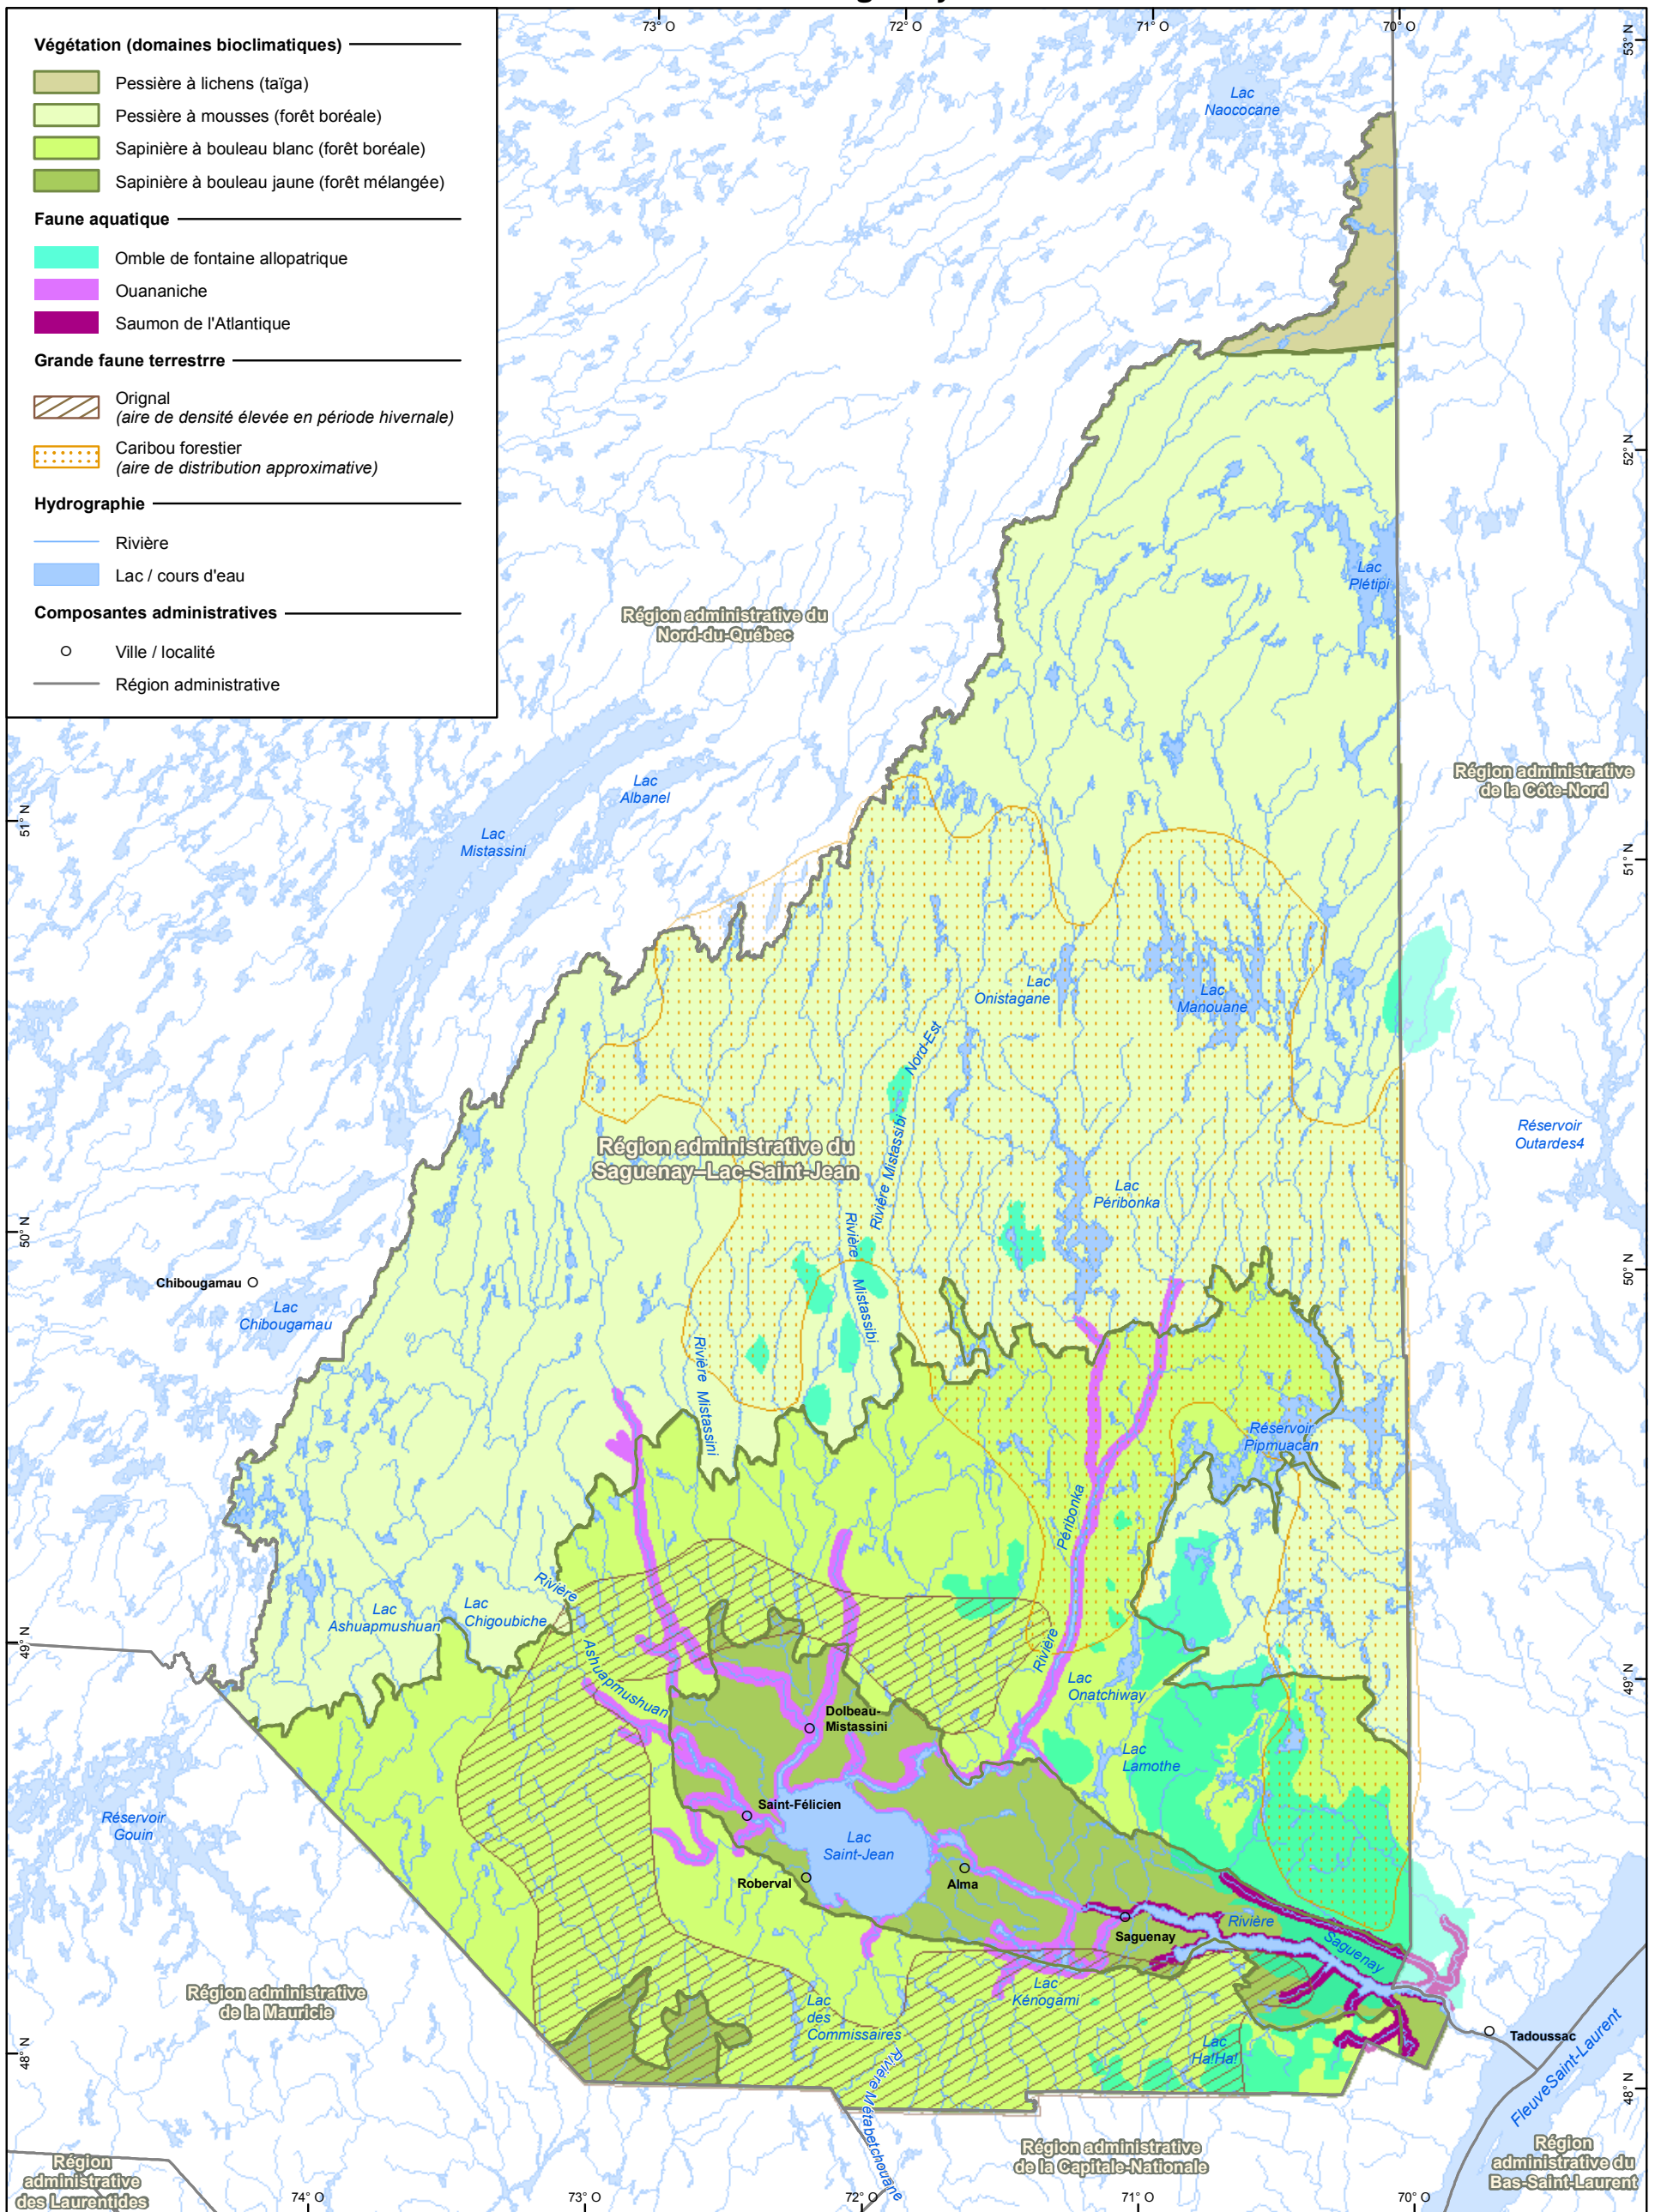 73° O
72° O
71° O
70° O
53° N
Végétation (domaines bioclimatiques)
Pessière à lichens (taïga)
Pessière à mousses (forêt boréale)
Sapinière à bouleau blanc (forêt boréale)
Sapinière à bouleau jaune (forêt mélangée)
Faune aquatique
Omble de fontaine allopatrique
Ouananiche
Saumon de l'Atlantique
Grande faune terrestrre
Orignal
(aire de densité élevée en période hivernale)
Caribou forestier
(aire de distribution approximative)
Hydrographie
Rivière
Lac / cours d'eau
Composantes administratives
Ville / localité
Région administrative
Lac
Naococane
52° N
Lac
Plétipi
Région administrative du
Nord-du-Québec
Région administrative
de la Côte-Nord
Lac
Albanel
Lac
Mistassini
51° N
51° N
Lac
Onistagane
Lac
Manouane
Nord-Est
Rivière Mistassibi
Réservoir
Outardes4
Région administrative du
Saguenay–Lac-Saint-Jean
Lac
Péribonka
50° N
50° N
Rivière
Mistassibi
Chibougamau
Lac
Chibougamau
Rivière Mistassini
Réservoir
Pipmuacan
Péribonka
Rivière
Rivière
Ashuapmushuan
Lac
Ashuapmushuan
Lac
Chigoubiche
49° N
49° N
Lac
Onatchiway
Dolbeau-
Mistassini
Lac
Lamothe
Saint-Félicien
Réservoir
Gouin
Lac
Saint-Jean
Roberval
Alma
Saguenay
Rivière
Saguenay
Région administrative
de la Mauricie
Lac
Kénogami
Lac
des
Commissaires
Lac
Ha!Ha!
Tadoussac
48° N
48° N
Rivière Métabetchouane
FleuveSaint-Laurent
Région administrative
de la Capitale-Nationale
Région
administrative du
Bas-Saint-Laurent
Région
administrative
des Laurentides
74° O
73° O
72° O
71° O
70° O